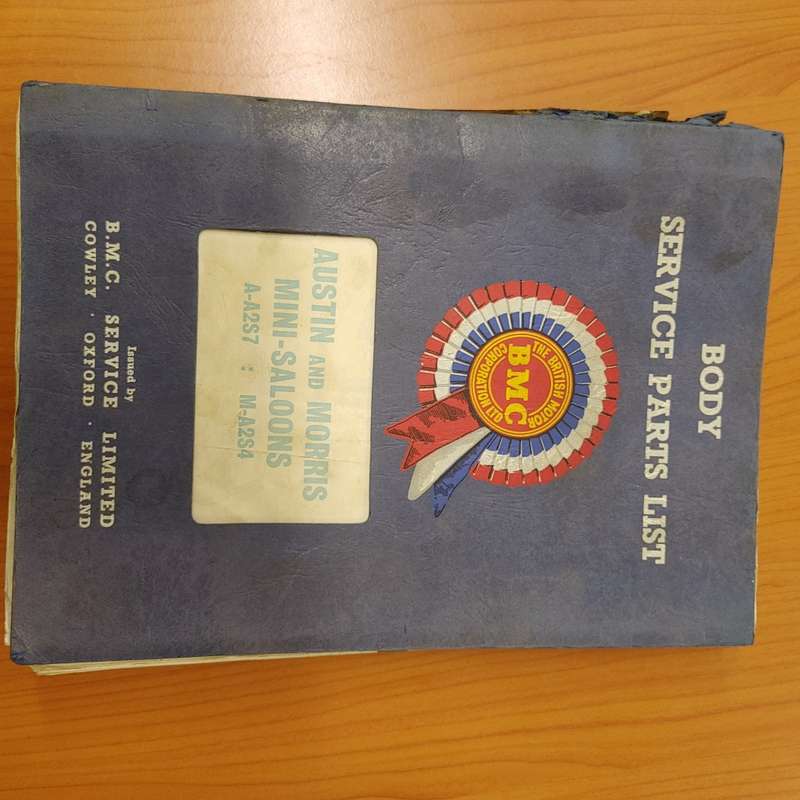 BODY
SERVICE PARTS LIST
THE BRITISH MOTOR
BMC
CORPORATION LTD
AUSTIN AND MORRIS
MINI-SALOONS
A-A2S7 : M-A2S4
Issued by
B.M.C. SERVICE LIMITED
COWLEY · OXFORD · ENGLAND